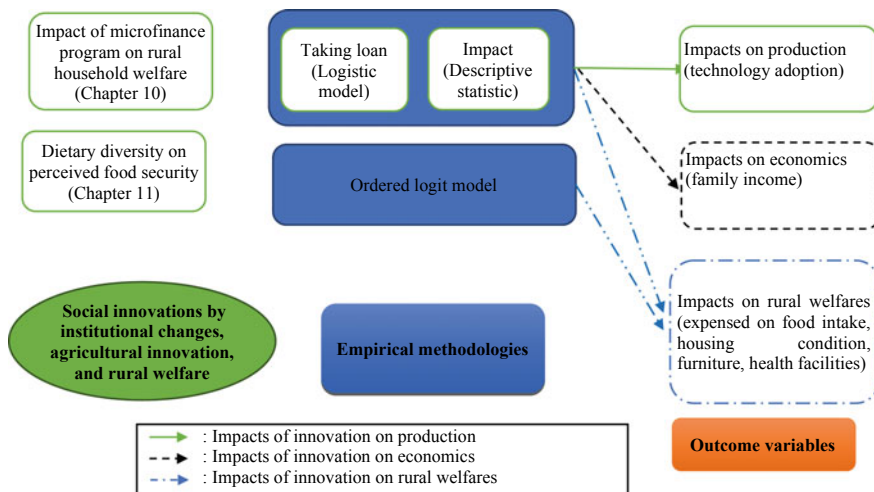 Impact of microfinance
program on rural
household welfare
(Chapter 10)
Taking loan
(Logistic
model)
Impact
(Descriptive
statistic)
Impacts on production
(technology adoption)
Dietary diversity on
perceived food security
(Chapter 11)
Ordered logit model
Impacts on economics
(family income)
Social innovations by
institutional changes,
agricultural innovation,
and rural welfare
Empirical methodologies
Impacts on rural welfares
(expensed on food intake,
housing condition,
furniture, health facilities)
Outcome variables
: Impacts of innovation on production
: Impacts of innovation on economics
: Impacts of innovation on rural welfares